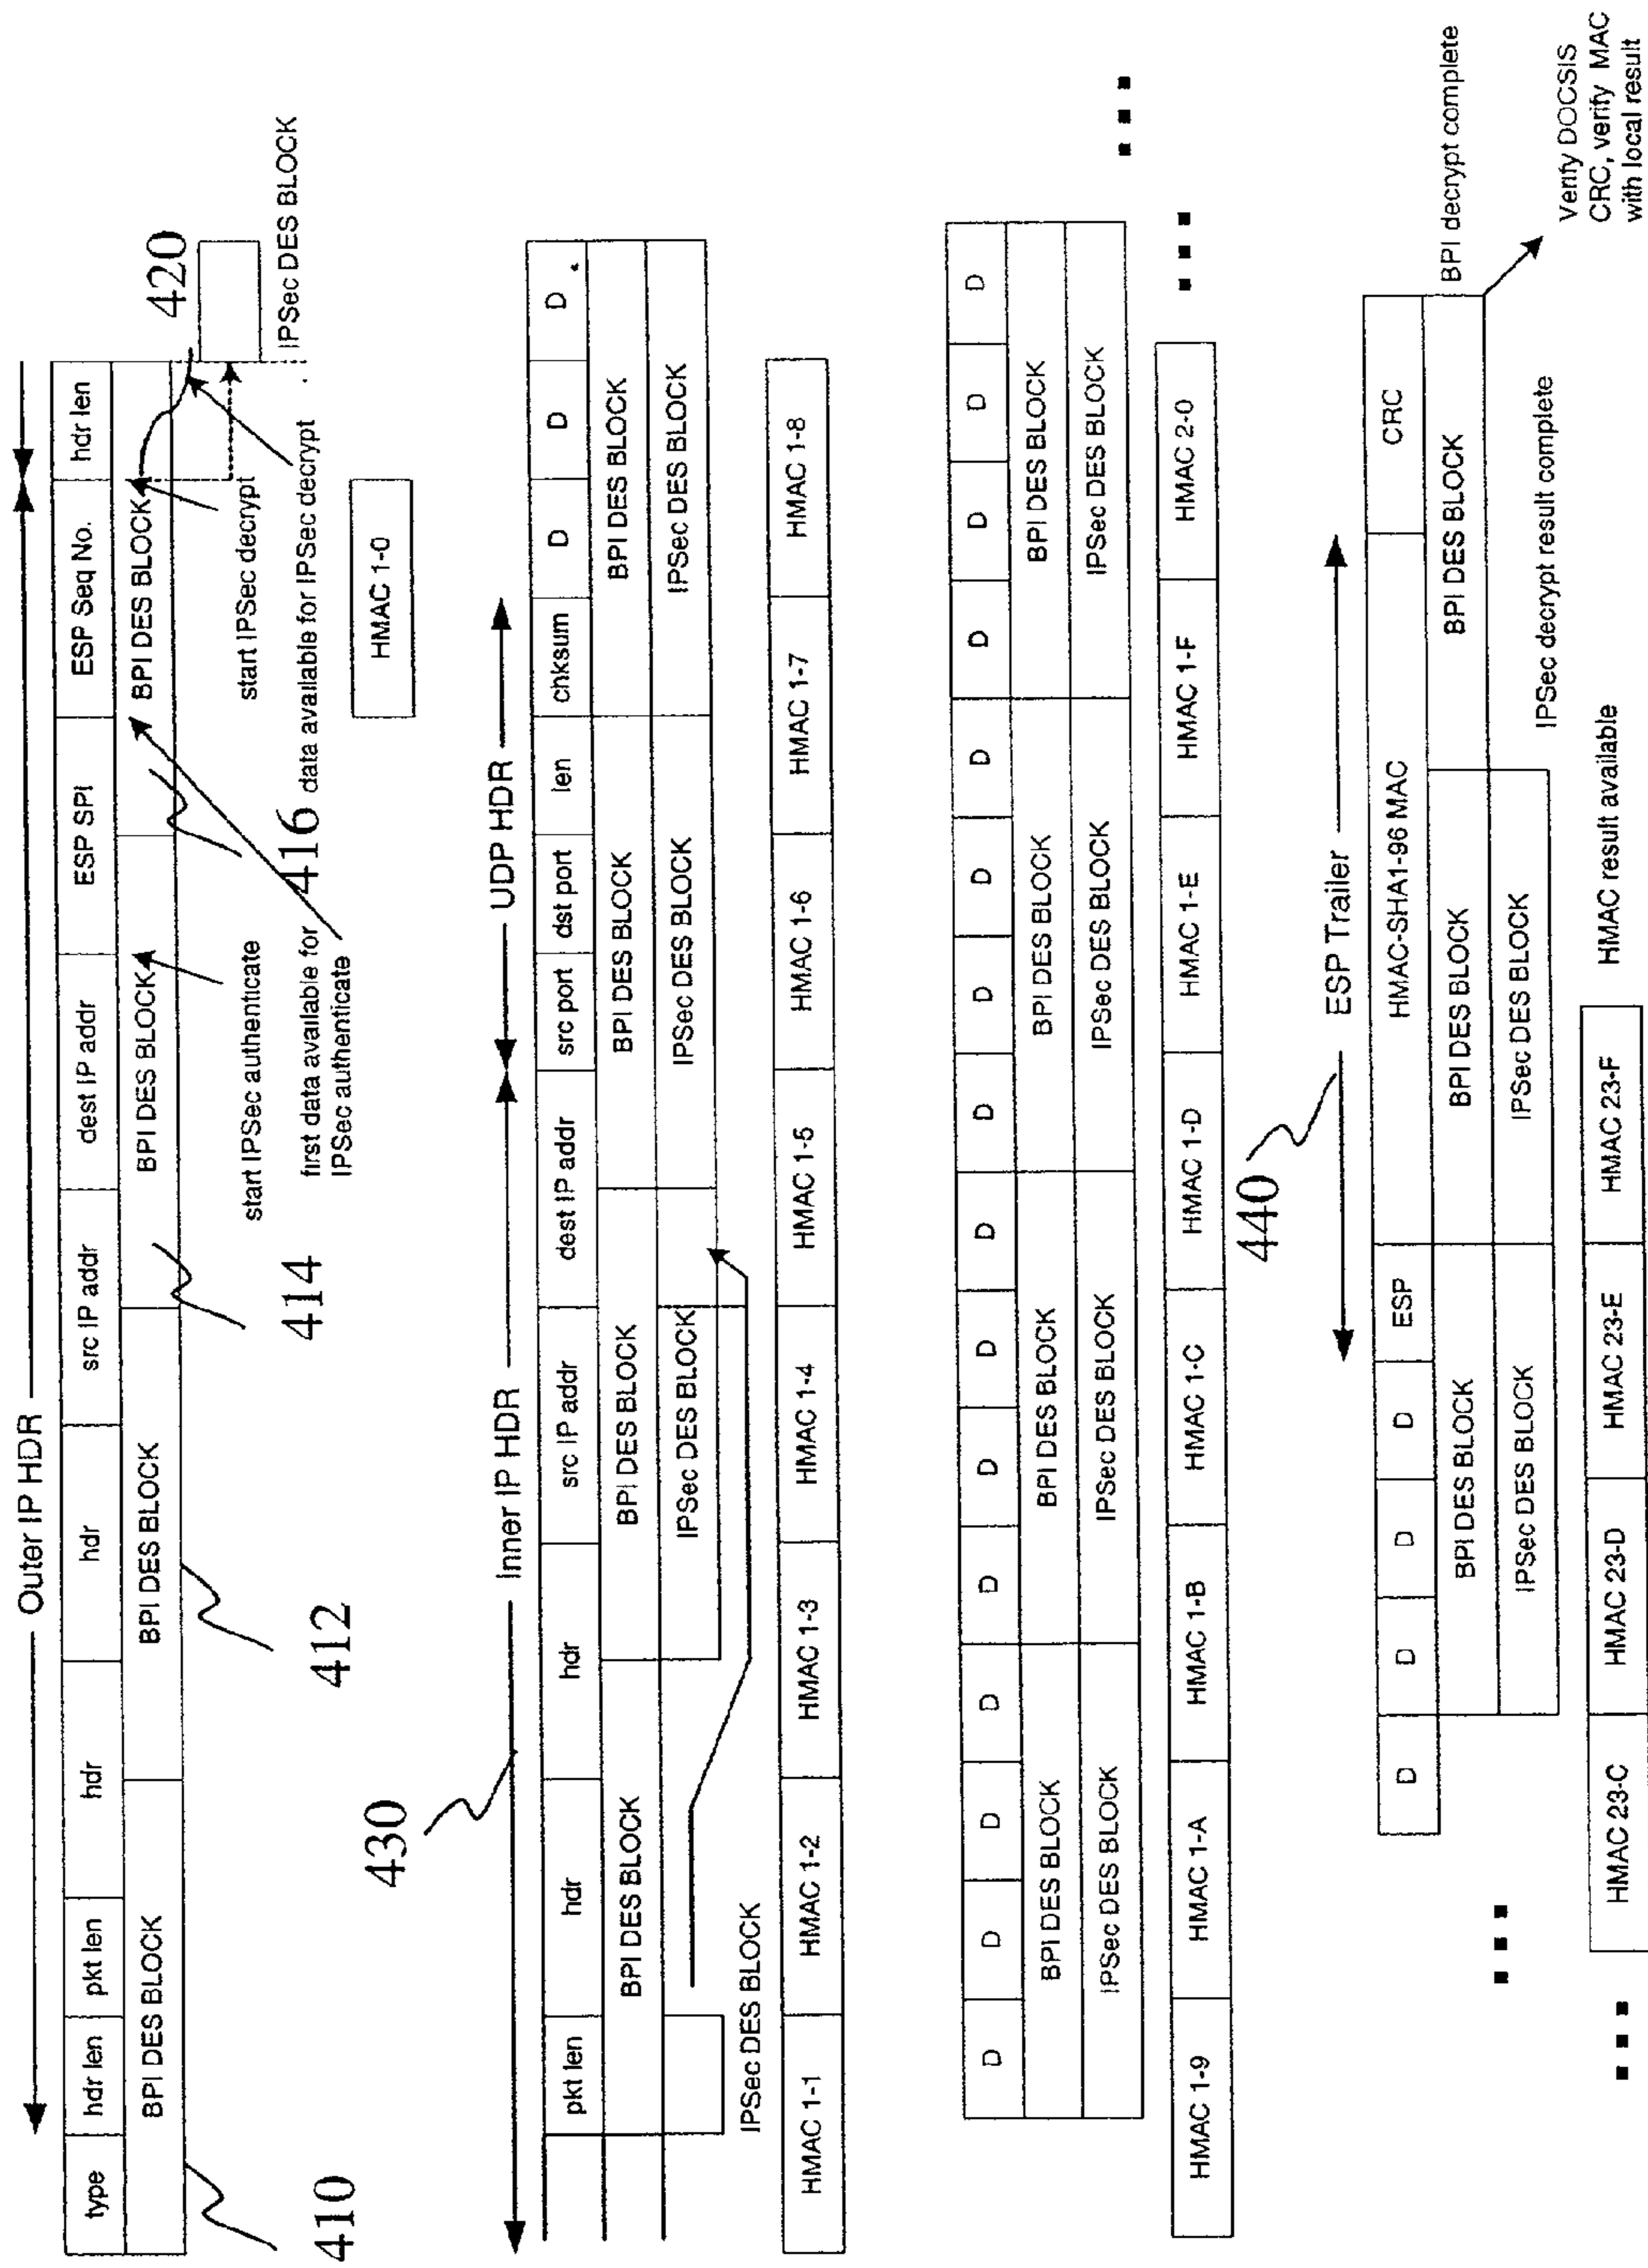 Outer IP HDR
type hdr len pkt len hdr hdr src IP addr dest IP addr ESP SPI ESP Seq No. hdr len
BPI DES BLOCK BPI DES BLOCK BPI DES BLOCK BPI DES BLOCK
410 412 414 416 420
start IPSec authenticate
first data available for
IPSec authenticate
start IPSec decrypt
data available for IPSec decrypt
IPSec DES BLOCK
HMAC 1-0
430
Inner IP HDR UDP HDR
pkt len hdr hdr src IP addr dest IP addr src port dst port len chksum D D D
BPI DES BLOCK BPI DES BLOCK BPI DES BLOCK BPI DES BLOCK
IPSec DES BLOCK IPSec DES BLOCK IPSec DES BLOCK
IPSec DES BLOCK
HMAC 1-1 HMAC 1-2 HMAC 1-3 HMAC 1-4 HMAC 1-5 HMAC 1-6 HMAC 1-7 HMAC 1-8
D D D D D D D D D D D D D D D D
BPI DES BLOCK BPI DES BLOCK BPI DES BLOCK BPI DES BLOCK
IPSec DES BLOCK IPSec DES BLOCK IPSec DES BLOCK IPSec DES BLOCK
HMAC 1-9 HMAC 1-A HMAC 1-B HMAC 1-C HMAC 1-D HMAC 1-E HMAC 1-F HMAC 2-0
440
ESP Trailer
D D D D ESP HMAC-SHA1-96 MAC CRC
BPI DES BLOCK BPI DES BLOCK BPI DES BLOCK BPI decrypt complete
IPSec DES BLOCK IPSec DES BLOCK IPSec decrypt result complete
Verify DOCSIS
CRC, verify MAC
with local result
HMAC 23-C HMAC 23-D HMAC 23-E HMAC 23-F HMAC result available